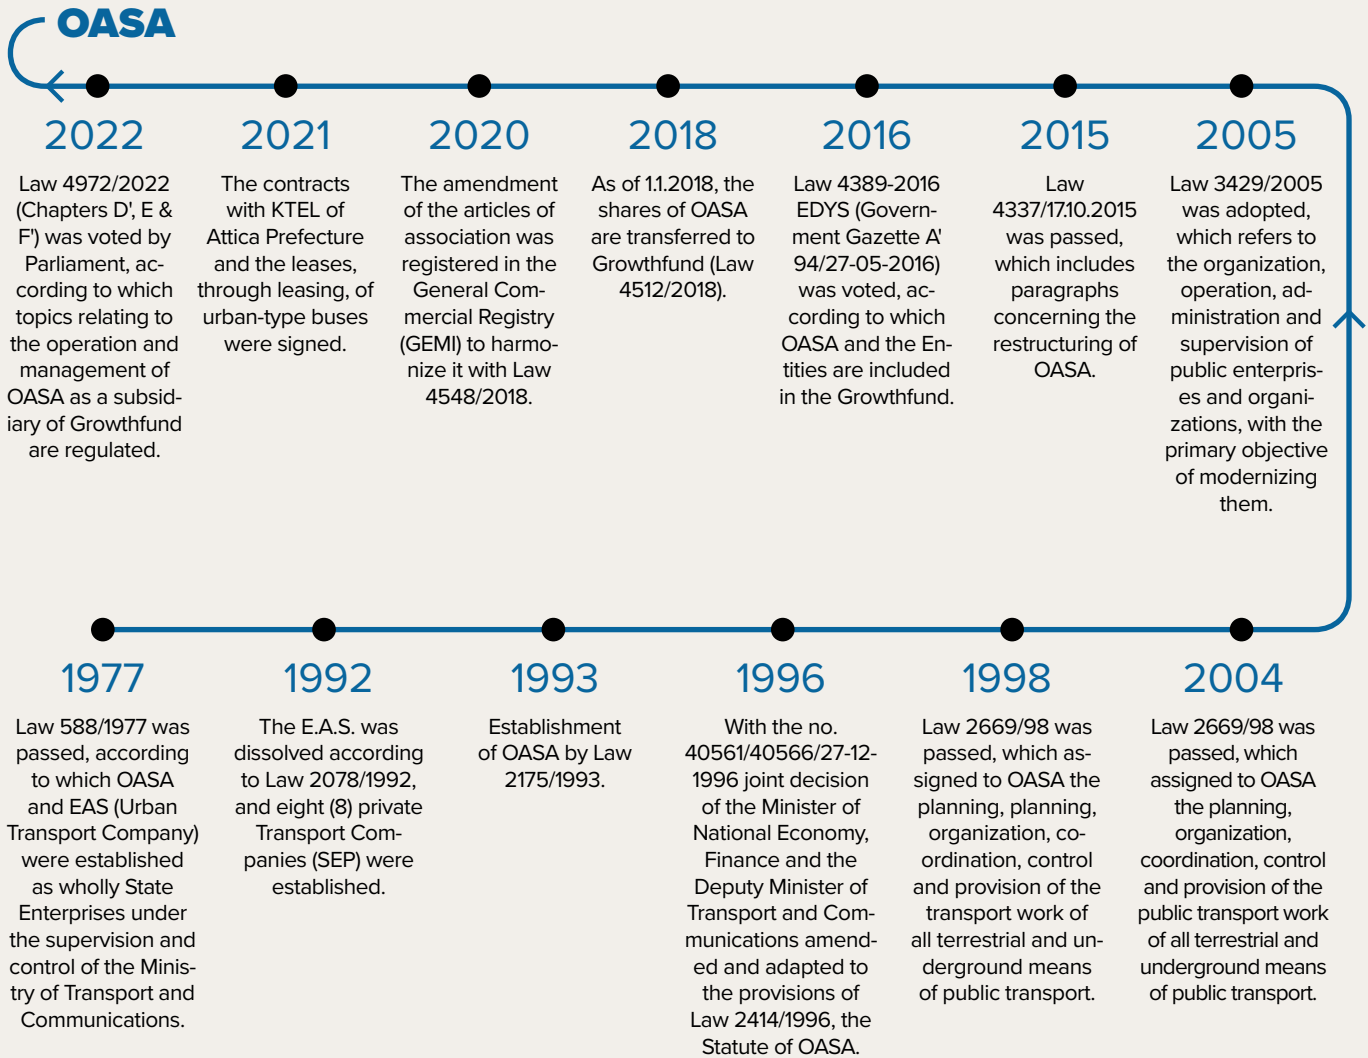 OASA
2022
Law 4972/2022
(Chapters D', E &
F') was voted by
Parliament, ac-
cording to which
topics relating to
the operation and
management of
OASA as a subsid-
iary of Growthfund
are regulated.
2021
The contracts
with KTEL of
Attica Prefecture
and the leases,
through leasing, of
urban-type buses
were signed.
2020
The amendment
of the articles of
association was
registered in the
General Com-
mercial Registry
(GEMI) to harmo-
nize it with Law
4548/2018.
2018
As of 1.1.2018, the
shares of OASA
are transferred to
Growthfund (Law
4512/2018).
2016
Law 4389-2016
EDYS (Govern-
ment Gazette A'
94/27-05-2016)
was voted, ac-
cording to which
OASA and the En-
tities are included
in the Growthfund.
2015
Law
4337/17.10.2015
was passed,
which includes
paragraphs
concerning the
restructuring of
OASA.
2005
Law 3429/2005
was adopted,
which refers to
the organization,
operation, ad-
ministration and
supervision of
public enterpris-
es and organi-
zations, with the
primary objective
of modernizing
them.
1977
Law 588/1977 was
passed, according
to which OASA
and EAS (Urban
Transport Company)
were established
as wholly State
Enterprises under
the supervision and
control of the Minis-
try of Transport and
Communications.
1992
The E.A.S. was
dissolved according
to Law 2078/1992,
and eight (8) private
Transport Com-
panies (SEP) were
established.
1993
Establishment
of OASA by Law
2175/1993.
1996
With the no.
40561/40566/27-12-
1996 joint decision
of the Minister of
National Economy,
Finance and the
Deputy Minister of
Transport and Com-
munications amend-
ed and adapted to
the provisions of
Law 2414/1996, the
Statute of OASA.
1998
Law 2669/98 was
passed, which as-
signed to OASA the
planning, planning,
organization, co-
ordination, control
and provision of the
transport work of
all terrestrial and un-
derground means
of public transport.
2004
Law 2669/98 was
passed, which
assigned to OASA
the planning,
organization,
coordination, control
and provision of the
public transport work
of all terrestrial and
underground means
of public transport.